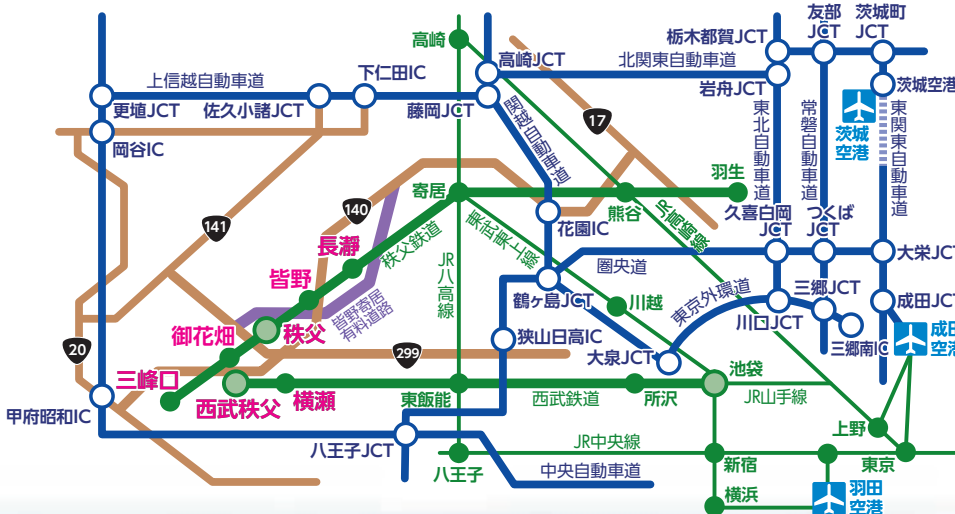 高崎
高崎JCT
栃木都賀JCT
友部
JCT
茨城町
JCT
北関東自動車道
岩舟JCT
茨城空港
上信越自動車道
下仁田IC
更埴JCT
佐久小諸JCT
藤岡JCT
関越自動車道
17
東北自動車道
常磐自動車道
茨城
空港
東関東自動車道
岡谷IC
140
141
寄居
羽生
熊谷
JR高崎線
久喜白岡
JCT
つくば
JCT
長瀞
秩父鉄道
東武東上線
花園IC
大栄JCT
皆野
JR八高線
圏央道
鶴ヶ島JCT
川越
東京外環道
三郷JCT
成田JCT
皆野寄居
有料道路
御花畑
秩父
狭山日高IC
川口JCT
三郷南IC
成田
空港
20
299
大泉JCT
三峰口
池袋
甲府昭和IC
西武秩父
横瀬
東飯能
西武鉄道
所沢
JR山手線
上野
八王子JCT
JR中央線
八王子
中央自動車道
新宿
東京
横浜
羽田
空港